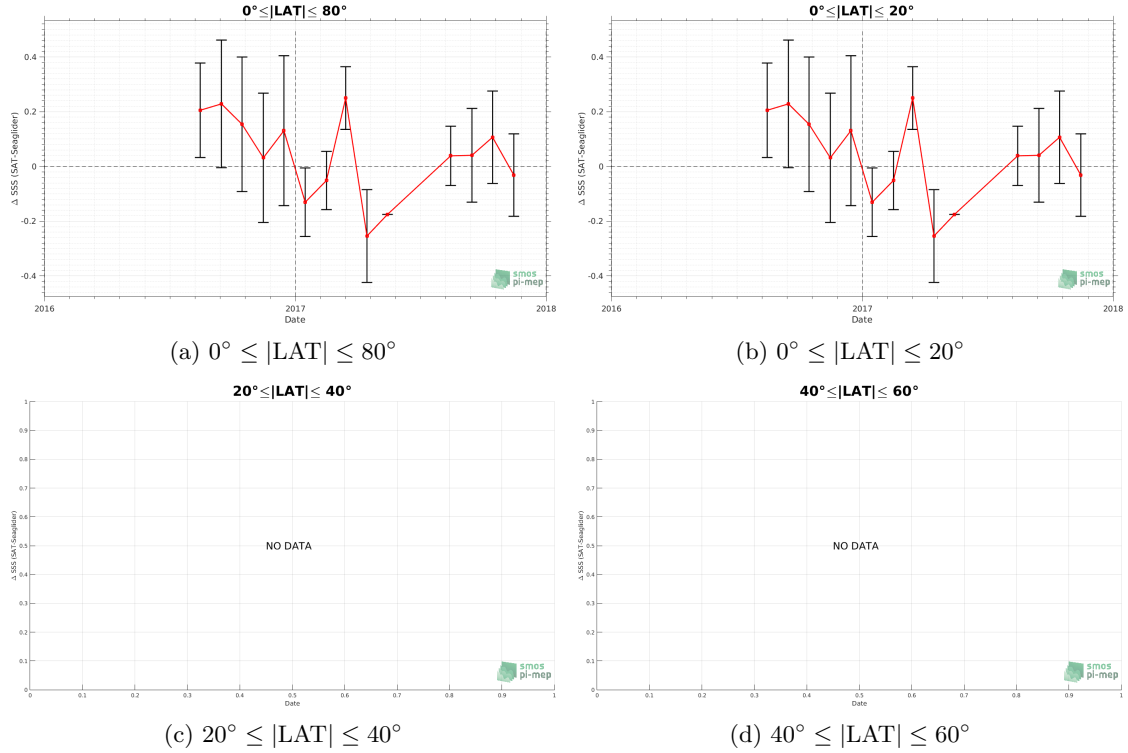 0°≤|LAT|≤ 80°
Δ SSS (SAT-Seaglider)
0.4
0.2
0
-0.2
-0.4
smos
pi-mep
2016
2017
2018
Date
(a) 0° ≤ |LAT| ≤ 80°
0°≤|LAT|≤ 20°
Δ SSS (SAT-Seaglider)
0.4
0.2
0
-0.2
-0.4
smos
pi-mep
2016
2017
2018
Date
(b) 0° ≤ |LAT| ≤ 20°
20°≤|LAT|≤ 40°
Δ SSS (SAT-Seaglider)
1
0.9
0.8
0.7
0.6
0.5
0.4
0.3
0.2
0.1
0
NO DATA
smos
pi-mep
0
0.1
0.2
0.3
0.4
0.5
0.6
0.7
0.8
0.9
1
Date
(c) 20° ≤ |LAT| ≤ 40°
40°≤|LAT|≤ 60°
Δ SSS (SAT-Seaglider)
1
0.9
0.8
0.7
0.6
0.5
0.4
0.3
0.2
0.1
0
NO DATA
smos
pi-mep
0
0.1
0.2
0.3
0.4
0.5
0.6
0.7
0.8
0.9
1
Date
(d) 40° ≤ |LAT| ≤ 60°